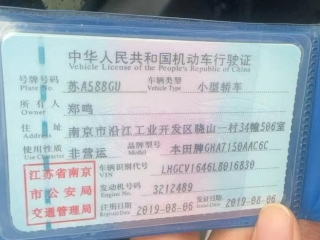 中华人民共和国机动车行驶证
Vehicle License of the People's Republic of China
号牌号码 Plate No. 苏A588GU 车辆类型 Vehicle Type 小型轿车
所有人 Owner 郑鸣
住址 南京市沿江工业开发区晓山一村34幢506室
使用性质 非营运 品牌型号 本田牌GHA7150AAC6C
江苏省南京市公安局交通管理局
车辆识别代号 VIN LHGCV1646L8016830
发动机号码 Engine No. 3212489
注册日期 Register Date 2019-08-06 发证日期 Issue Date 2019-08-06